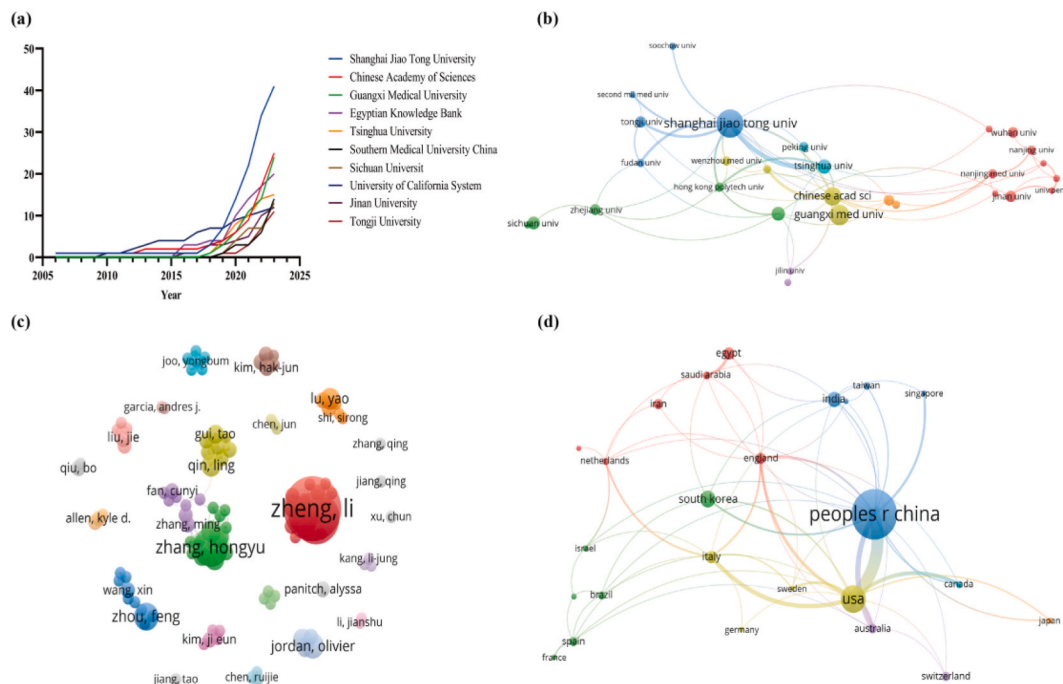 (a)
50
40
30
20
10
0
2005
2010
2015
2020
2025
Year
Shanghai Jiao Tong University
Chinese Academy of Sciences
Guangxi Medical University
Egyptian Knowledge Bank
Tsinghua University
Southern Medical University China
Sichuan Universit
University of California System
Jinan University
Tongji University
(b)
soochow univ
second mil med univ
shanghai jiao tong univ
tongji univ
fudan univ
wenzhou med univ
peking univ
tsinghua univ
hong kong polytech univ
chinese acad sci
guangxi med univ
zhejiang univ
sichuan univ
jilin univ
wuhan univ
nanjing univ
nanjing med univ
jinan univ
(c)
joo, yongbum
kim, hak-jun
garcia, andres j.
lu, yao
liu, jie
gui, tao
chen, jun
shi, sirong
qin, ling
zhang, qing
qiu, bo
fan, cunyi
zheng, li
jiang, qing
allen, kyle d.
zhang, ming
xu, chun
zhang, hongyu
kang, li-jung
wang, xin
panitch, alyssa
zhou, feng
li, jianshu
kim, ji eun
jordan, olivier
jiang, tao
chen, ruijie
(d)
egypt
saudi arabia
taiwan
singapore
iran
india
netherlands
england
south korea
peoples r china
israel
italy
brazil
sweden
usa
canada
spain
germany
australia
japan
france
switzerland